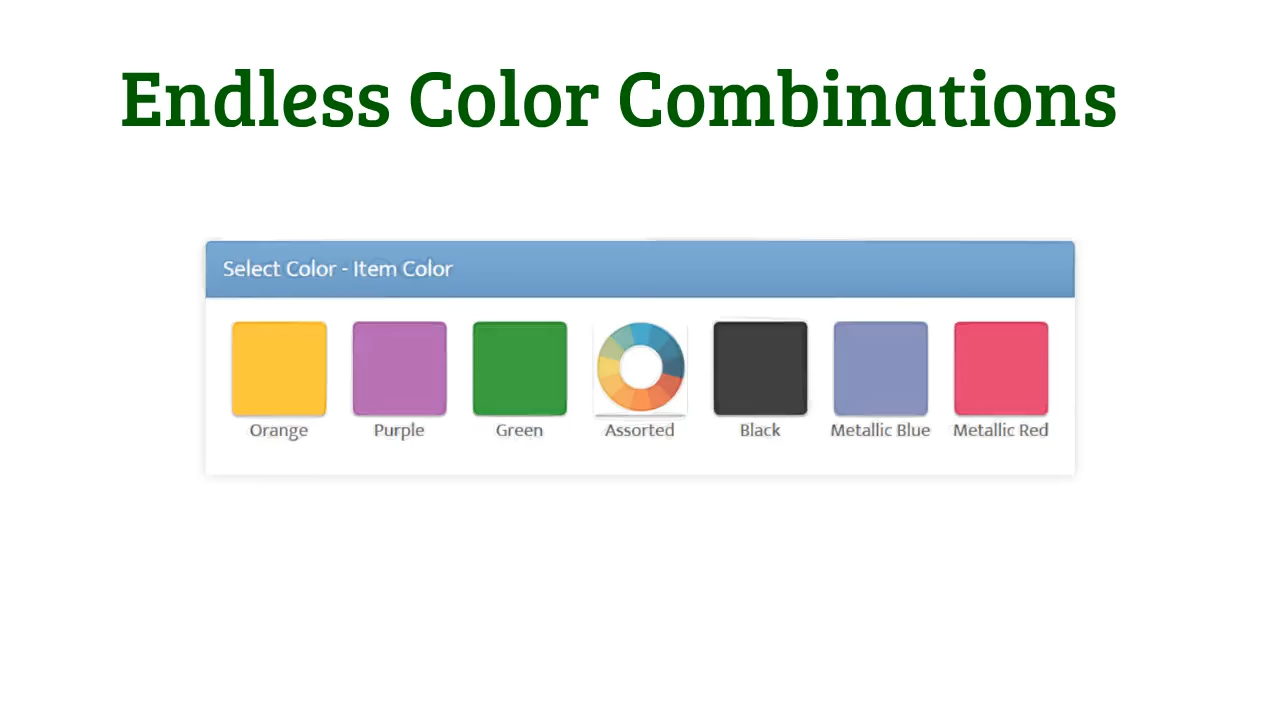 Endless Color Combinations
Select Color - Item Color
Orange Purple Green Assorted Black Metallic Blue Metallic Red